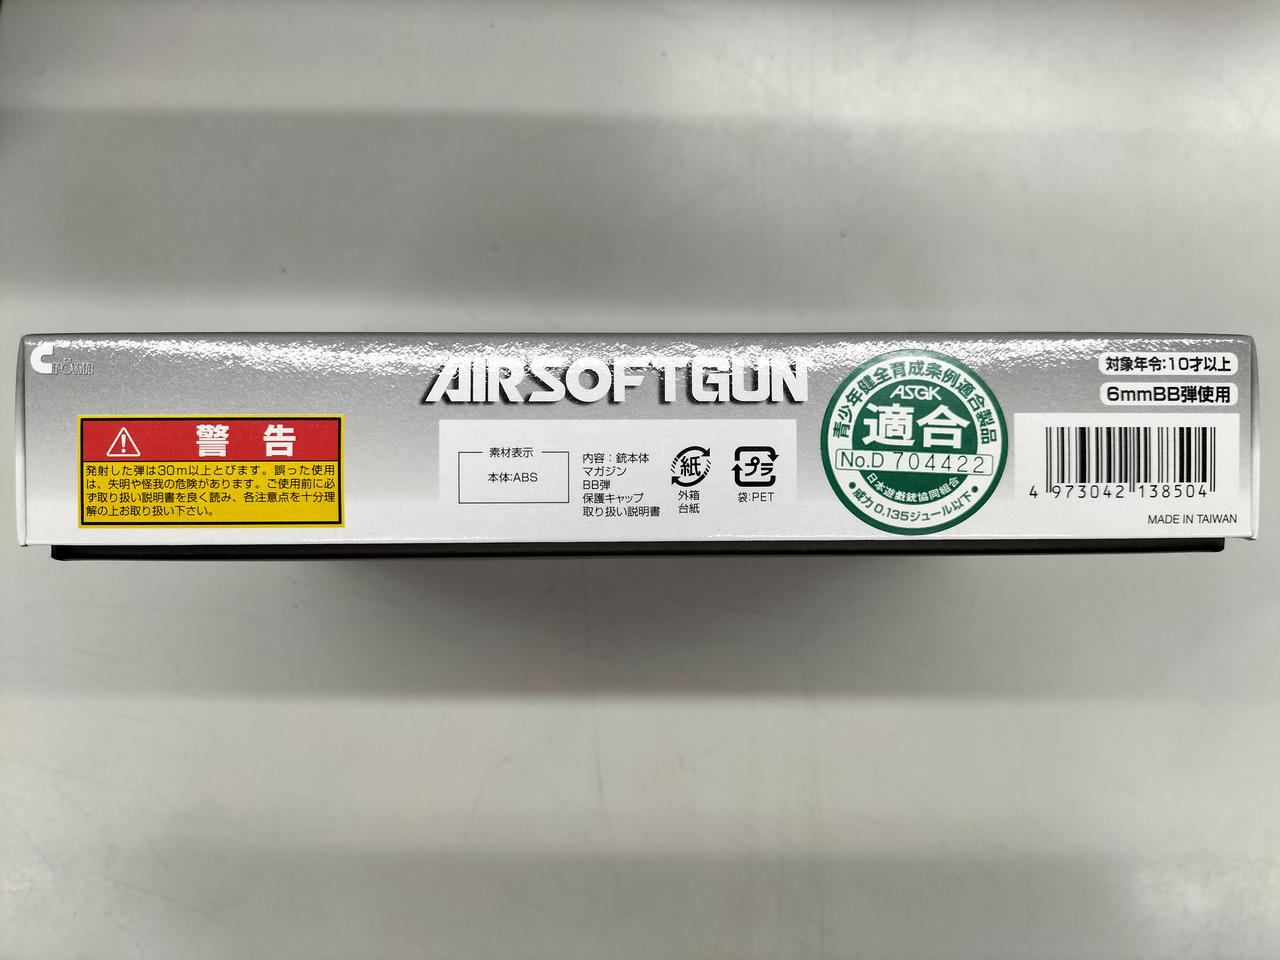 Crown
AIRSOFTGUN
対象年令:10才以上
6mmBB弾使用
警告
発射した弾は30m以上とびます。誤った使用
は、失明や怪我の危険があります。ご使用前に必
ず取り扱い説明書を良く読み、各注意点を十分理
解の上お取り扱い下さい。
素材表示
本体:ABS
内容:銃本体
マガジン
BB弾
保護キャップ
取り扱い説明書
紙
外箱
台紙
プラ
袋:PET
青少年健全育成条例適合製品
ASGK
適合
No.D 704422
日本遊戯銃協同組合
・威力 0.135ジュール以下・
4 973042 138504
MADE IN TAIWAN